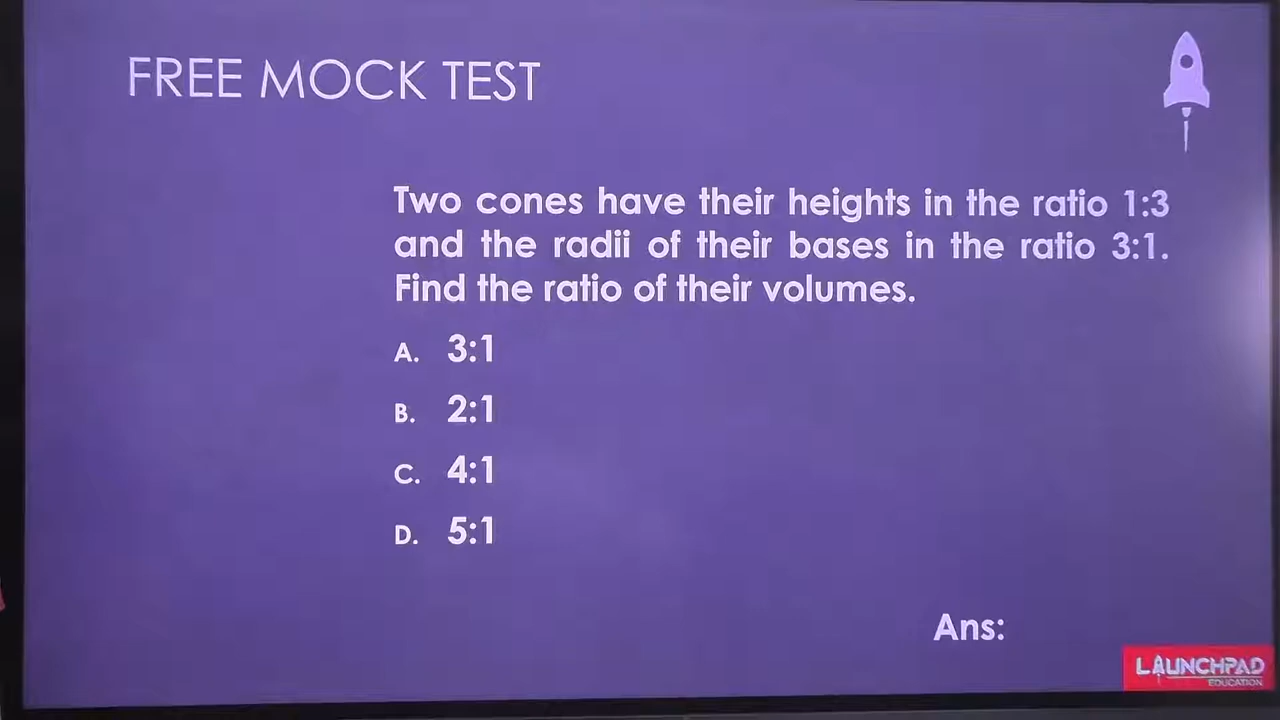 FREE MOCK TEST
Two cones have their heights in the ratio 1:3
and the radii of their bases in the ratio 3:1.
Find the ratio of their volumes.
A. 3:1
B. 2:1
C. 4:1
D. 5:1
Ans:
LAUNCHPAD
EDUCATION